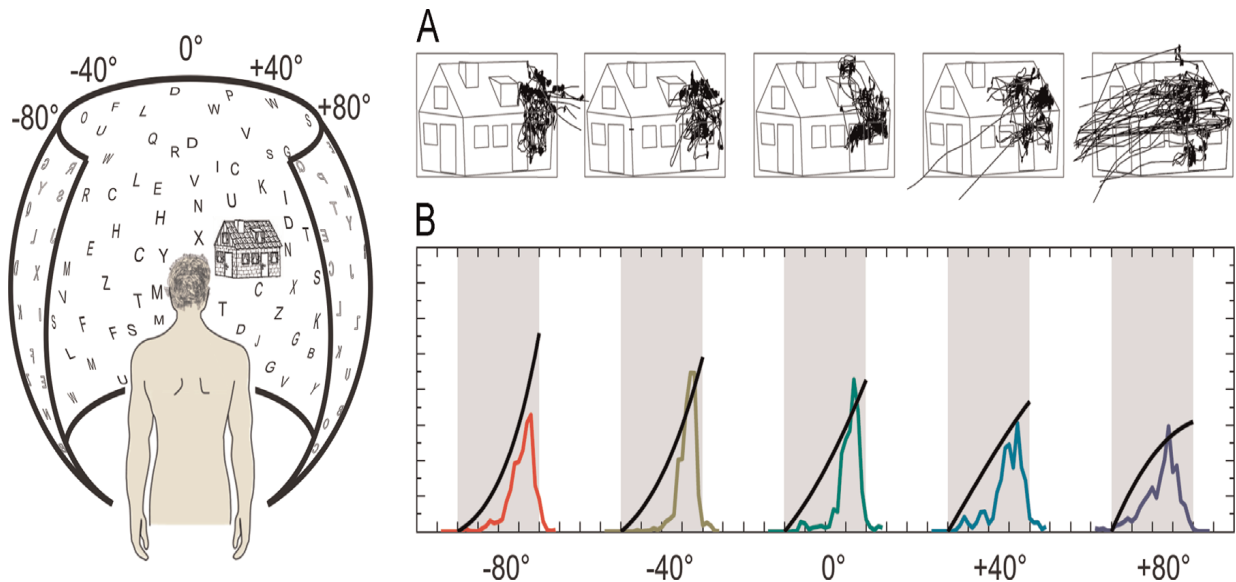 A
0°
-40° +40°
-80° +80°
D P
O F L W W S
U Q R D V
W I C S G
R C L E V U K I
H N D
E H X T
C Y N
M Z C X S
V T M T Z K
S F F S M D J G B
L M G V Y
W U
B
-80° -40° 0° +40° +80°